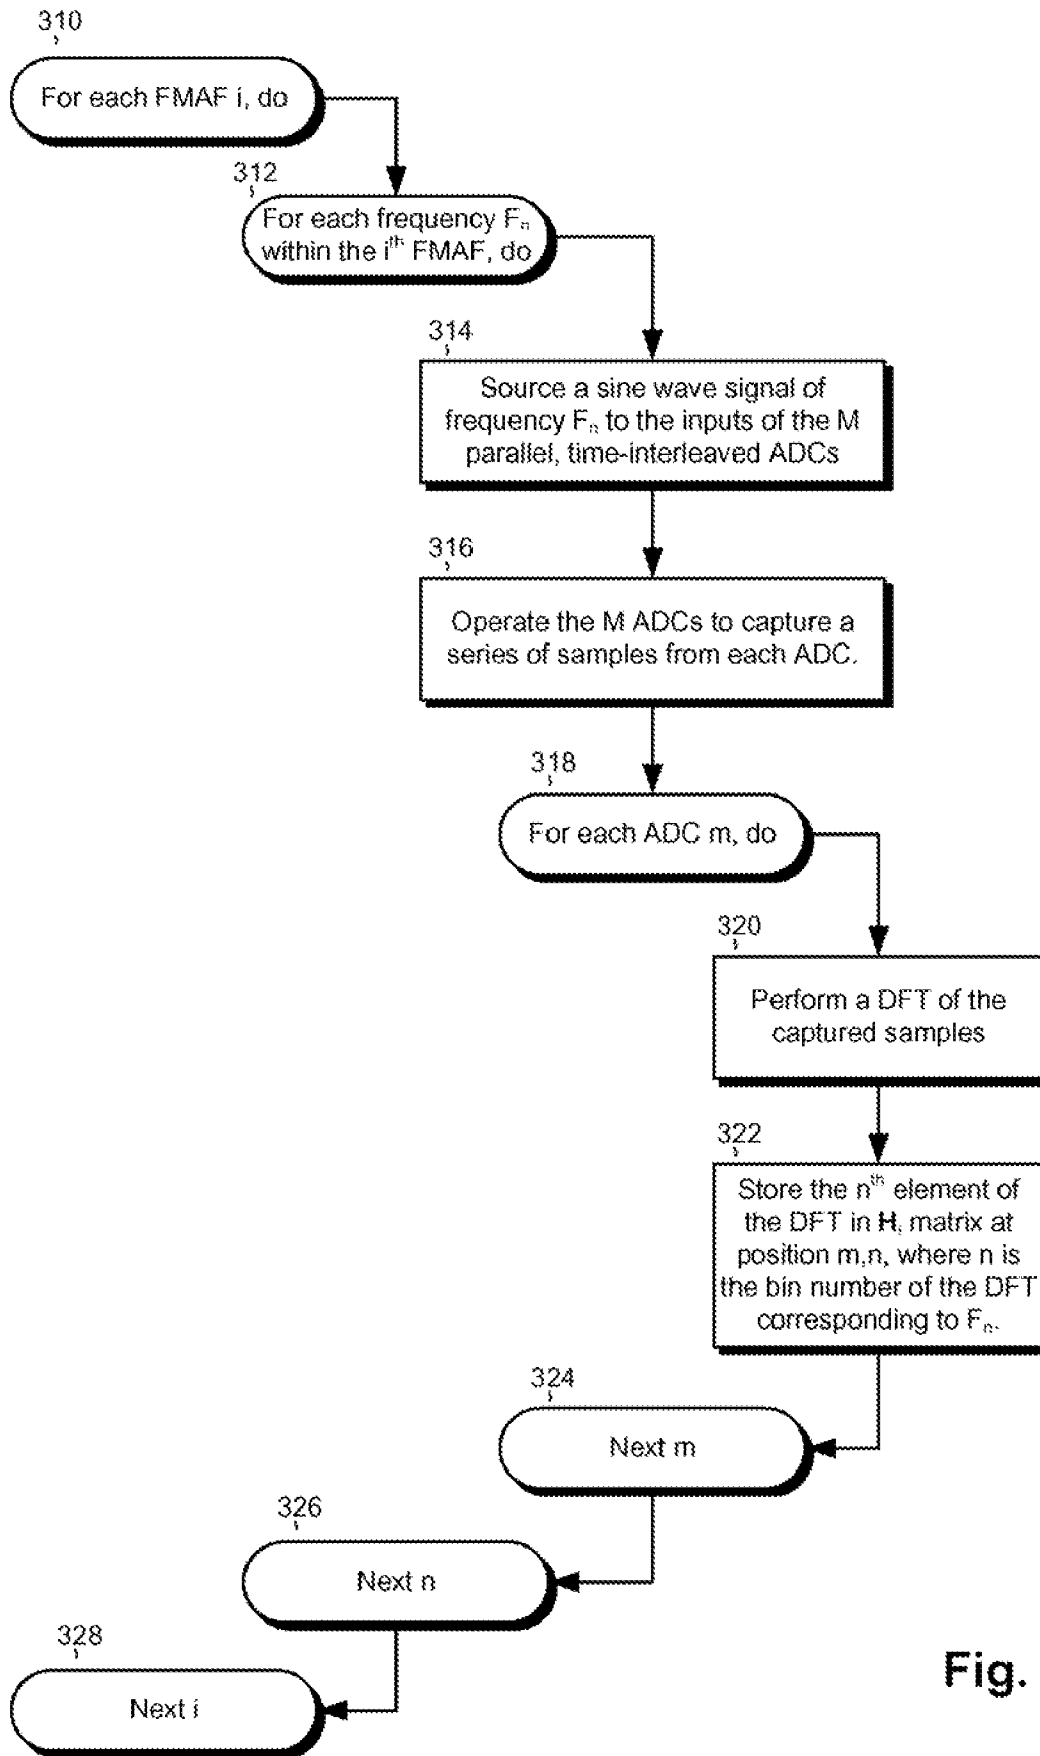 310
For each FMAF i, do
312
For each frequency Fₙ
within the iᵗʰ FMAF, do
314
Source a sine wave signal of
frequency Fₙ to the inputs of the M
parallel, time-interleaved ADCs
316
Operate the M ADCs to capture a
series of samples from each ADC.
318
For each ADC m, do
320
Perform a DFT of the
captured samples
322
Store the nᵗʰ element of
the DFT in Hᵢ matrix at
position m,n, where n is
the bin number of the DFT
corresponding to Fₙ.
324
Next m
326
Next n
328
Next i
Fig.